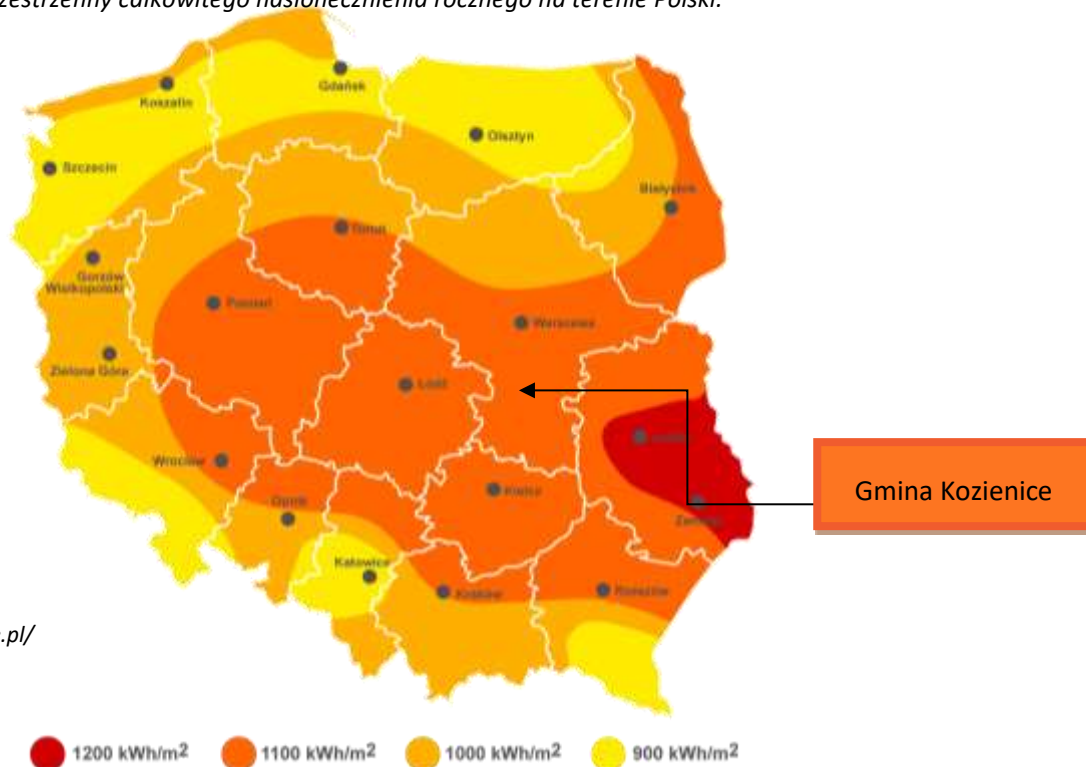 zestrzenny całkowitego nasłonecznienia rocznego na terenie Polski.
Gdańsk
Koszalin
Olsztyn
Szczecin
Białystok
Toruń
Gorzów
Wielkopolski
Poznań
Warszawa
Zielona Góra
Łódź
Lublin
Wrocław
Gmina Kozienice
Kielce
Opole
Zamość
Katowice
Kraków
Rzeszów
.pl/
1200 kWh/m2
1100 kWh/m2
1000 kWh/m2
900 kWh/m2